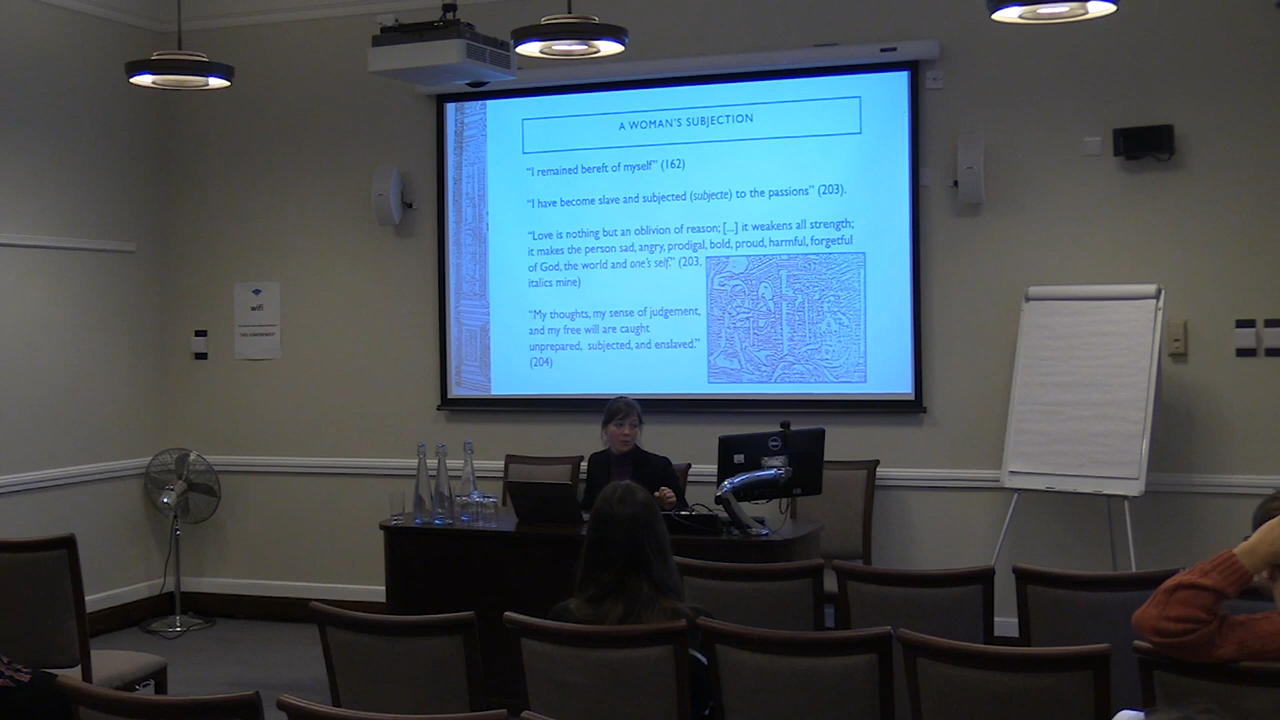 A WOMAN'S SUBJECTION
"I remained bereft of myself" (162)
"I have become slave and subjected (subjecte) to the passions" (203).
"Love is nothing but an oblivion of reason; [...] it weakens all strength;
it makes the person sad, angry, prodigal, bold, proud, harmful, forgetful
of God, the world and one's self." (203,
italics mine)
"My thoughts, my sense of judgement,
and my free will are caught
unprepared, subjected, and enslaved."
(204)
wifi
DELL